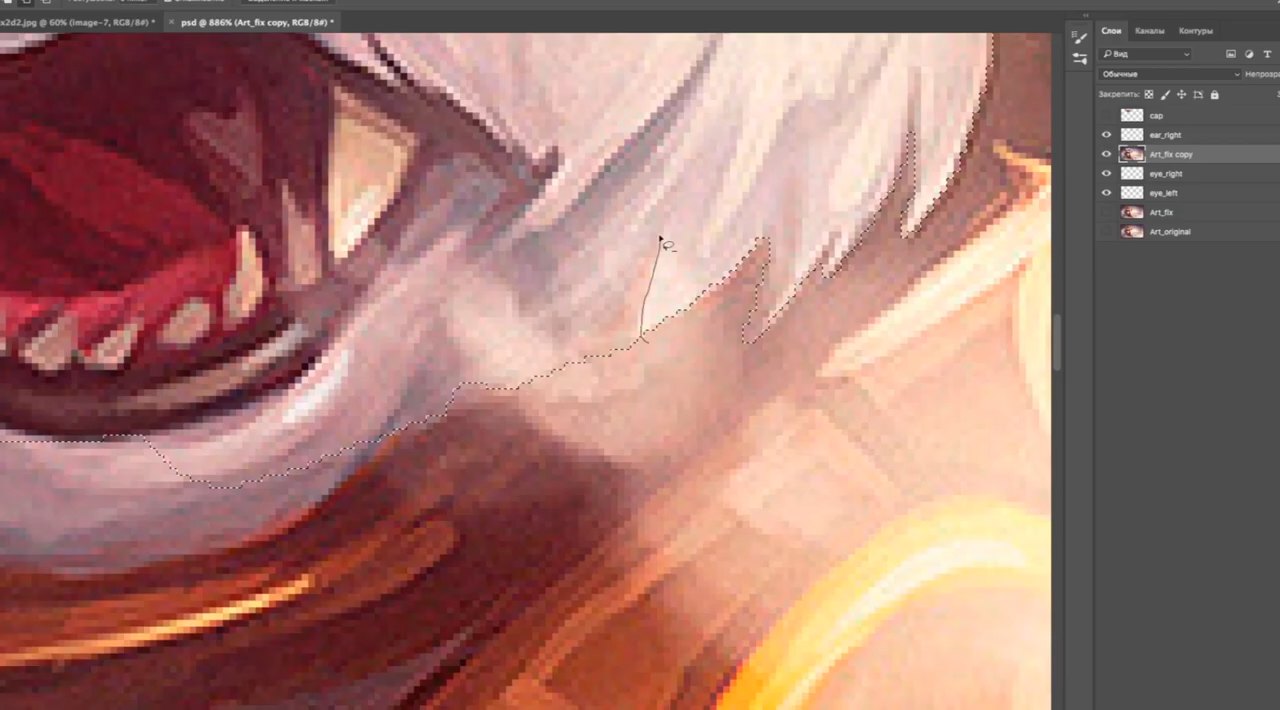 x2d2.jpg @ 60% (image-7, RGB/8#) *
× psd @ 886% (Art_fix copy, RGB/8#) *
Слои Каналы Контуры
Вид
Обычные Непрозра
Закрепить:
cap
ear_right
Art_fix copy
eye_right
eye_left
Art_fix
Art_original